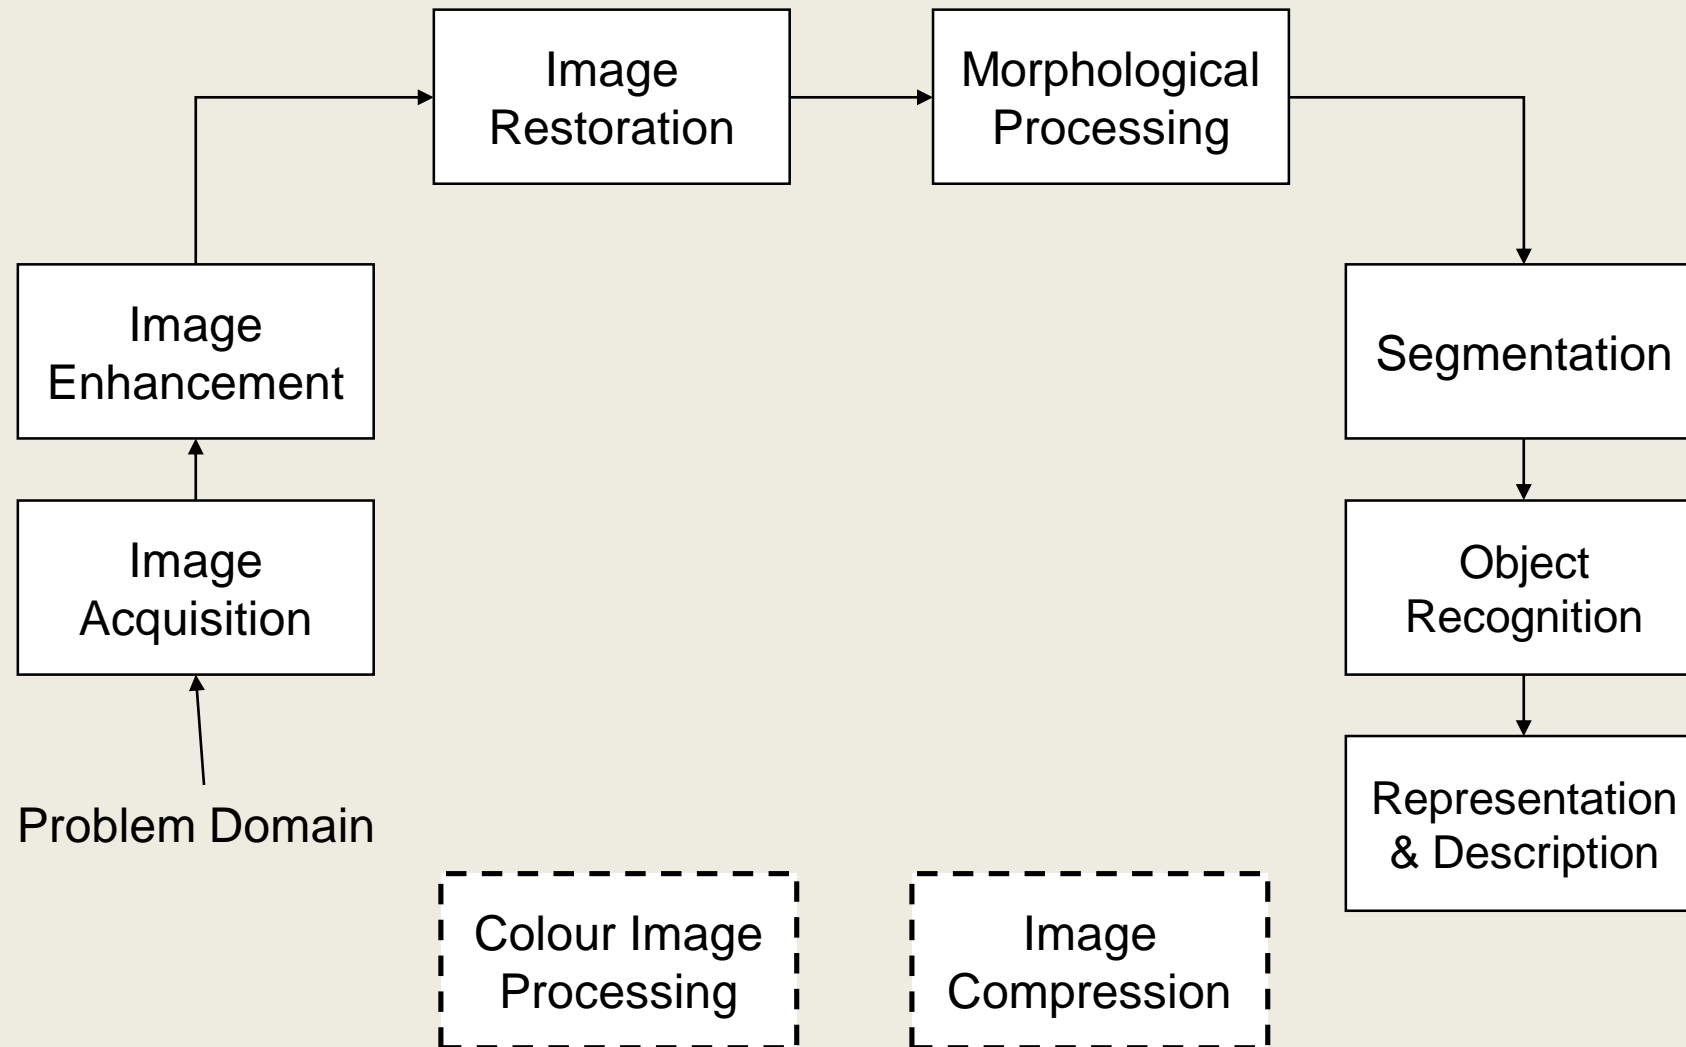 Image
Restoration
Morphological
Processing
Image
Enhancement
Segmentation
Image
Acquisition
Object
Recognition
Problem Domain
Representation
& Description
Colour Image
Processing
Image
Compression